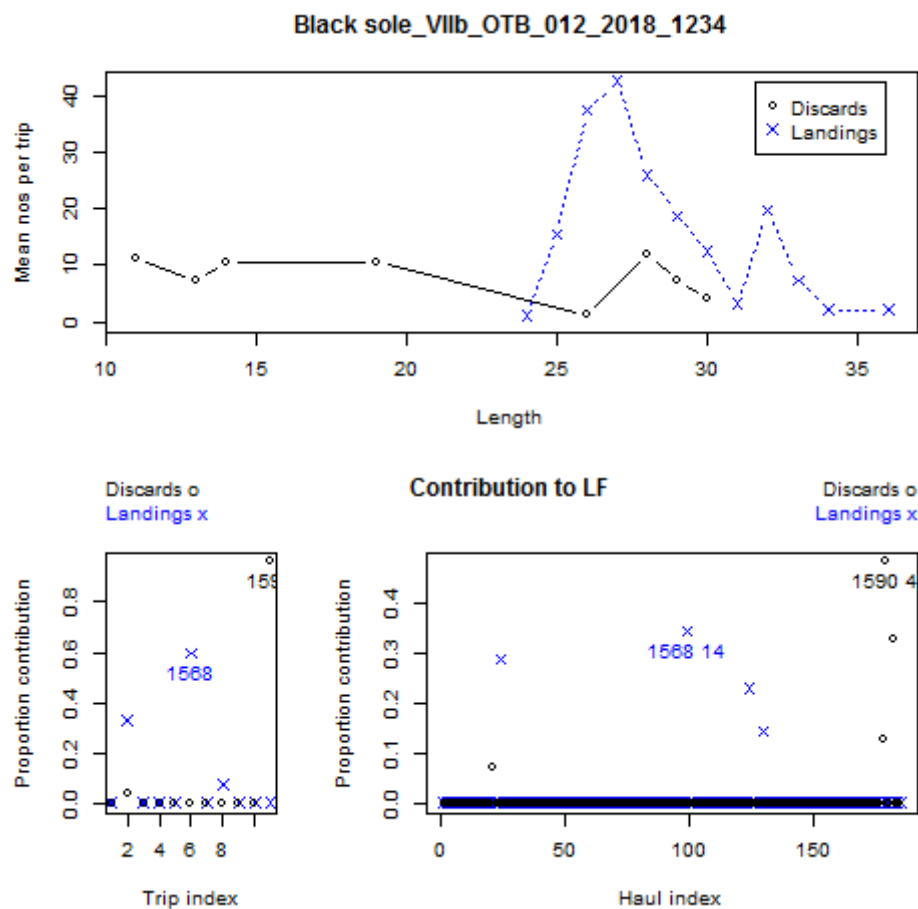 Black sole_VIIb_OTB_012_2018_1234
Mean nos per trip
40
30
20
10
0
Discards
Landings
10 15 20 25 30 35
Length
Contribution to LF
Discards o
Landings x
Proportion contribution
0.8
0.6
0.4
0.2
0.0
159
1568
2 4 6 8
Trip index
Discards o
Landings x
Proportion contribution
0.4
0.3
0.2
0.1
0.0
1590 4
1568 14
0 50 100 150
Haul index